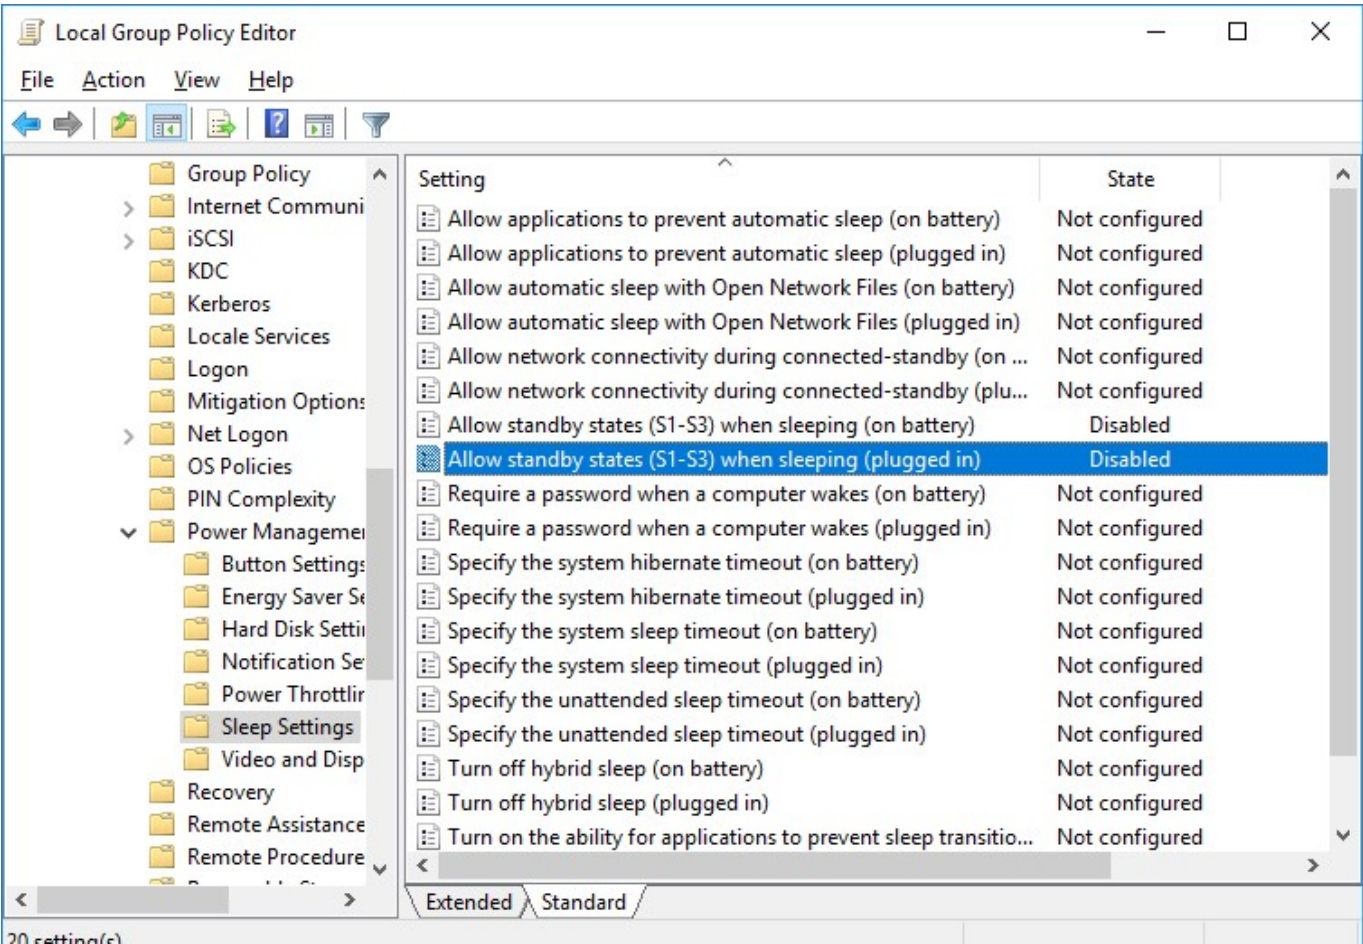 Local Group Policy Editor
File Action View Help
Group Policy
Internet Communi
iSCSI
KDC
Kerberos
Locale Services
Logon
Mitigation Options
Net Logon
OS Policies
PIN Complexity
Power Managemen
Button Settings
Energy Saver Se
Hard Disk Settin
Notification Set
Power Throttlin
Sleep Settings
Video and Disp
Recovery
Remote Assistance
Remote Procedure
Setting State
Allow applications to prevent automatic sleep (on battery) Not configured
Allow applications to prevent automatic sleep (plugged in) Not configured
Allow automatic sleep with Open Network Files (on battery) Not configured
Allow automatic sleep with Open Network Files (plugged in) Not configured
Allow network connectivity during connected-standby (on ... Not configured
Allow network connectivity during connected-standby (plu... Not configured
Allow standby states (S1-S3) when sleeping (on battery) Disabled
Allow standby states (S1-S3) when sleeping (plugged in) Disabled
Require a password when a computer wakes (on battery) Not configured
Require a password when a computer wakes (plugged in) Not configured
Specify the system hibernate timeout (on battery) Not configured
Specify the system hibernate timeout (plugged in) Not configured
Specify the system sleep timeout (on battery) Not configured
Specify the system sleep timeout (plugged in) Not configured
Specify the unattended sleep timeout (on battery) Not configured
Specify the unattended sleep timeout (plugged in) Not configured
Turn off hybrid sleep (on battery) Not configured
Turn off hybrid sleep (plugged in) Not configured
Turn on the ability for applications to prevent sleep transitio... Not configured
Extended Standard
20 setting(s)